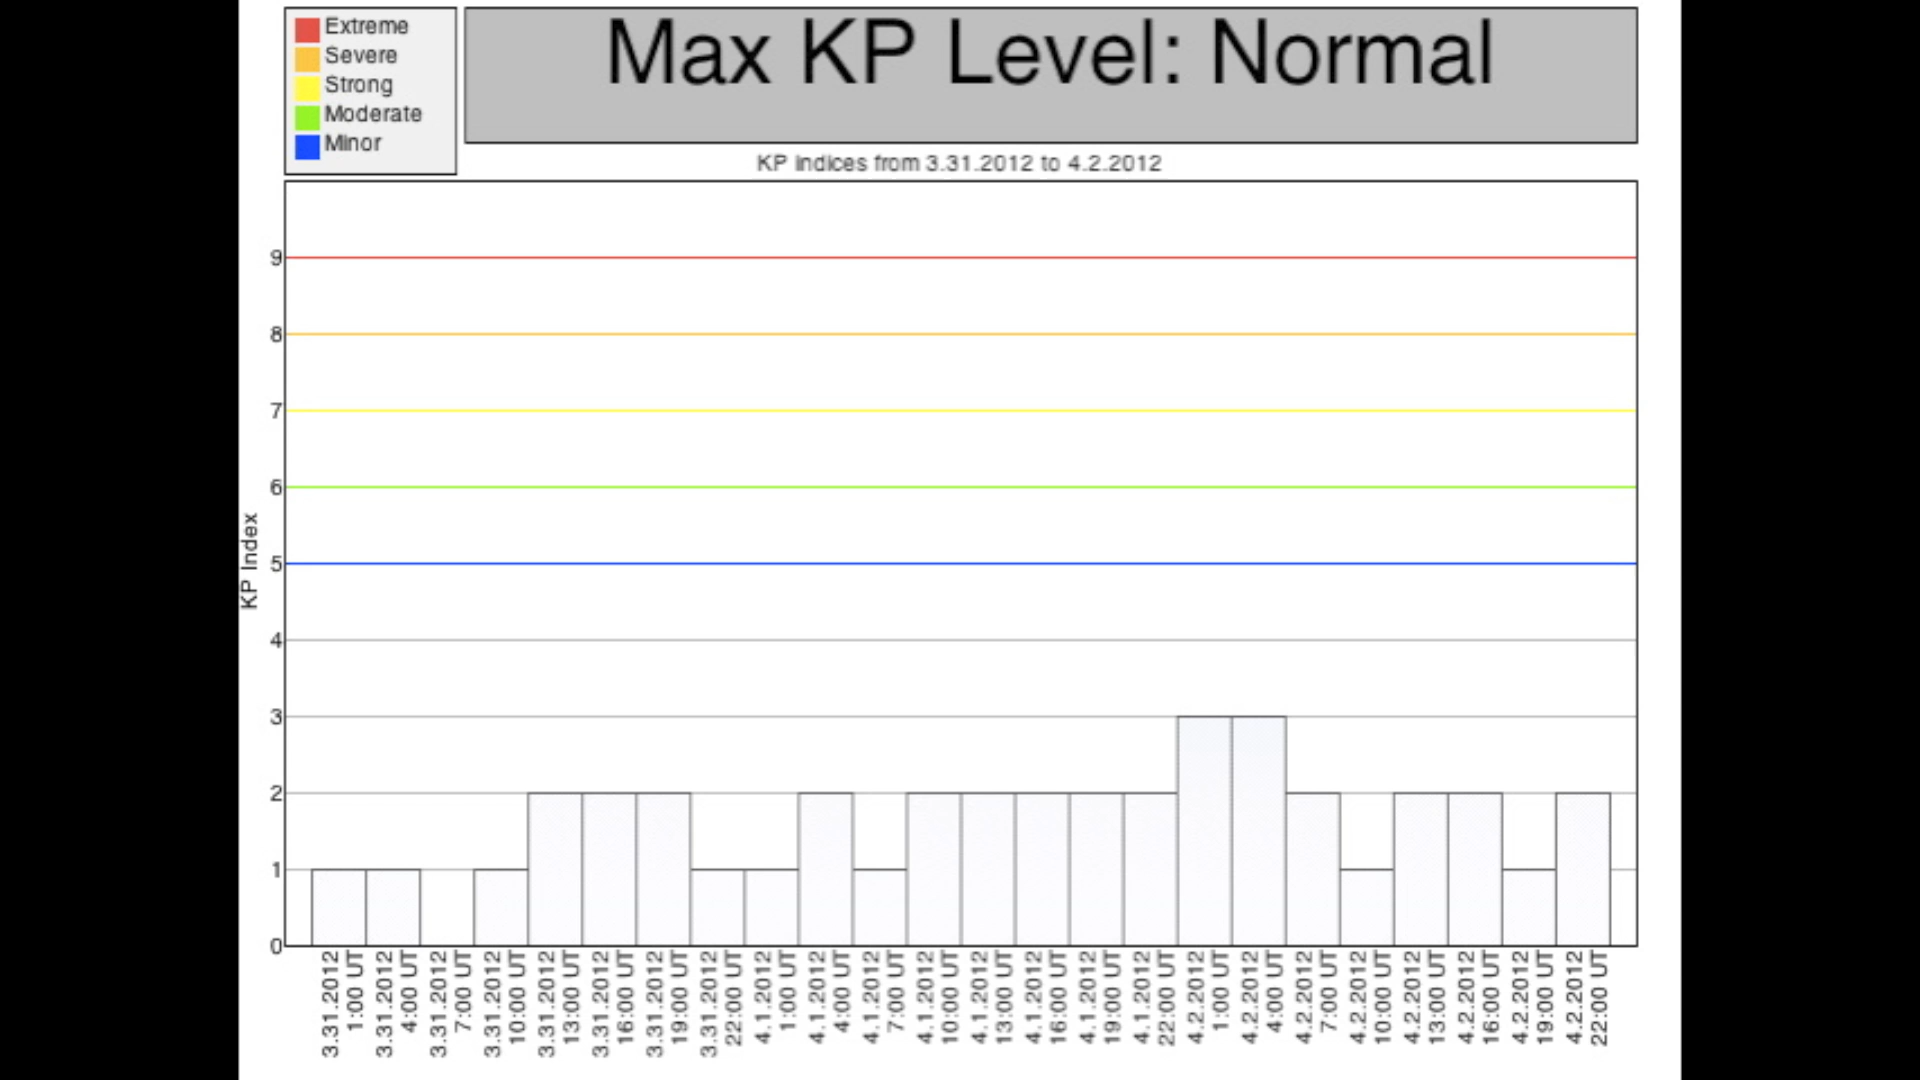 Extreme
Severe
Strong
Moderate
Minor
Max KP Level: Normal
KP Indices from 3.31.2012 to 4.2.2012
KP Index
9
8
7
6
5
4
3
2
1
0
3.31.2012
1:00 UT
3.31.2012
4:00 UT
3.31.2012
7:00 UT
3.31.2012
10:00 UT
3.31.2012
13:00 UT
3.31.2012
16:00 UT
3.31.2012
19:00 UT
3.31.2012
22:00 UT
4.1.2012
1:00 UT
4.1.2012
4:00 UT
4.1.2012
7:00 UT
4.1.2012
10:00 UT
4.1.2012
13:00 UT
4.1.2012
16:00 UT
4.1.2012
19:00 UT
4.1.2012
22:00 UT
4.2.2012
1:00 UT
4.2.2012
4:00 UT
4.2.2012
7:00 UT
4.2.2012
10:00 UT
4.2.2012
13:00 UT
4.2.2012
16:00 UT
4.2.2012
19:00 UT
4.2.2012
22:00 UT